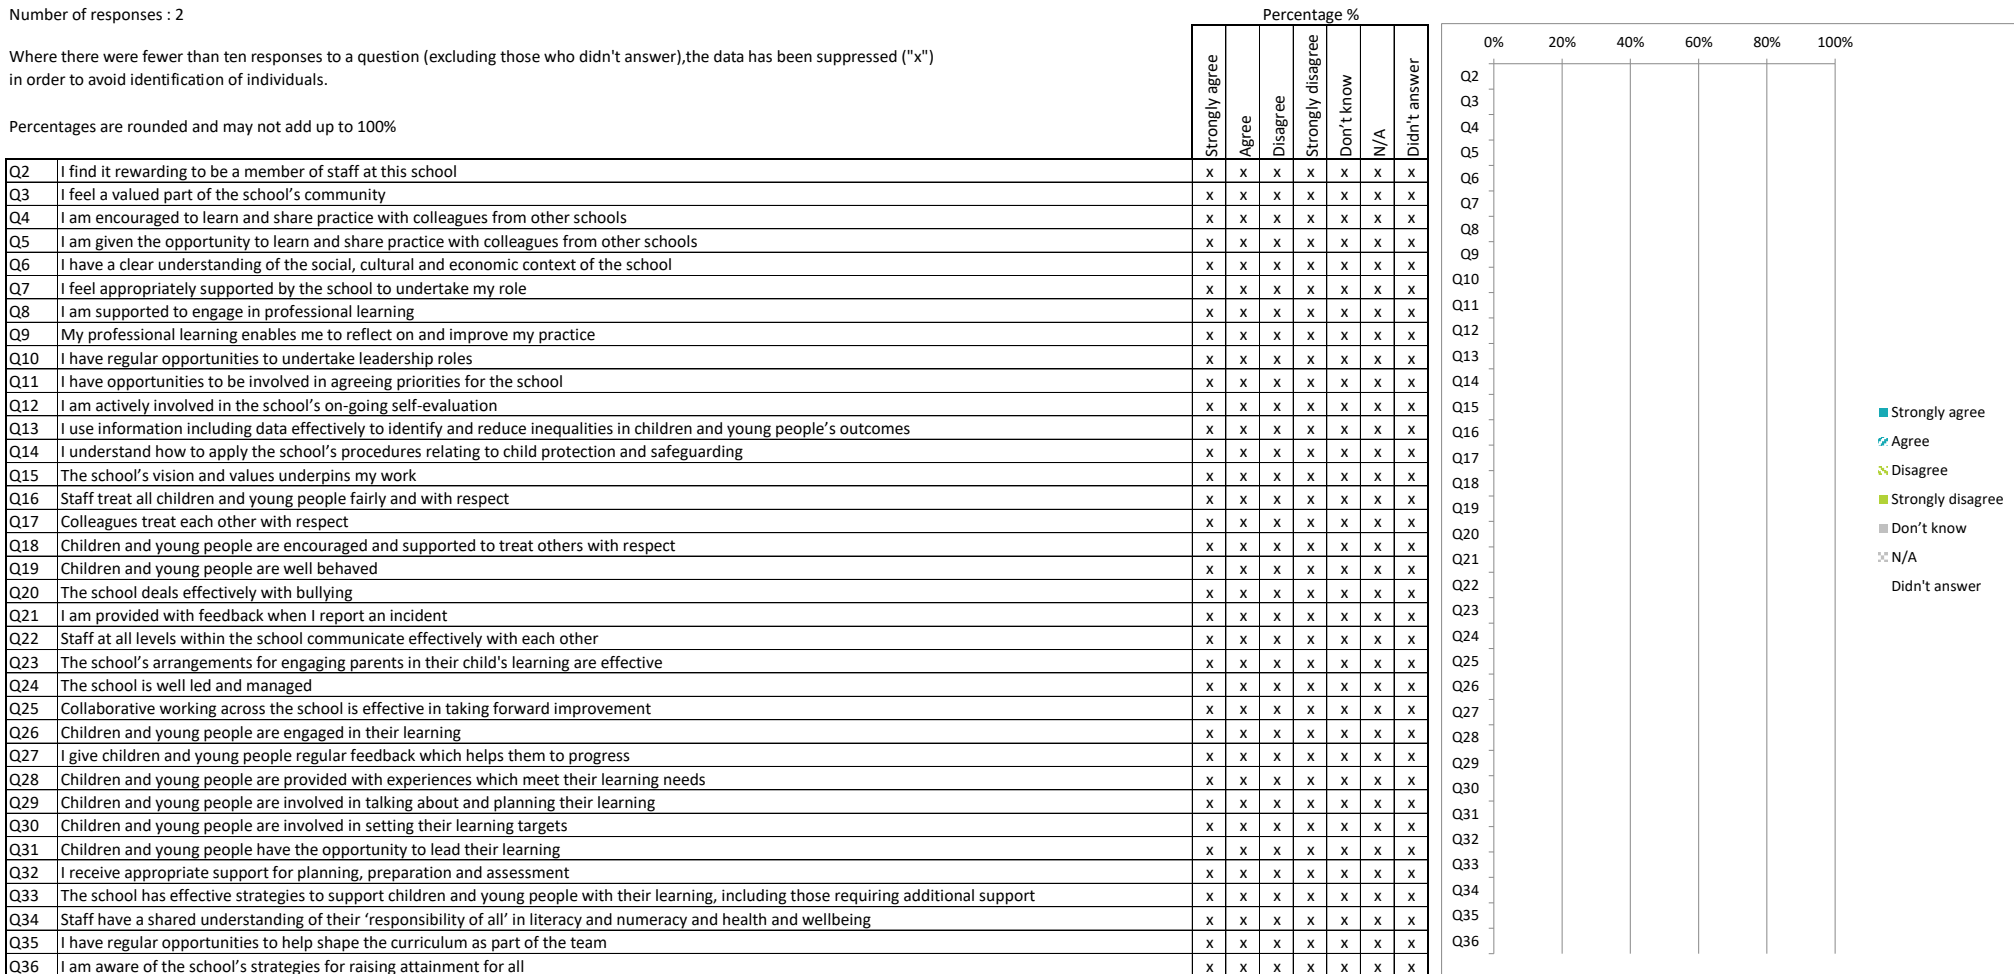 Number of responses : 2
Percentage %
Where there were fewer than ten responses to a question (excluding those who didn't answer),the data has been suppressed ("x")
in order to avoid identification of individuals.
Percentages are rounded and may not add up to 100%
Strongly agree
Agree
Disagree
Strongly disagree
Don't know
N/A
Didn't answer
Q2 I find it rewarding to be a member of staff at this school x x x x x x x
Q3 I feel a valued part of the school’s community x x x x x x x
Q4 I am encouraged to learn and share practice with colleagues from other schools x x x x x x x
Q5 I am given the opportunity to learn and share practice with colleagues from other schools x x x x x x x
Q6 I have a clear understanding of the social, cultural and economic context of the school x x x x x x x
Q7 I feel appropriately supported by the school to undertake my role x x x x x x x
Q8 I am supported to engage in professional learning x x x x x x x
Q9 My professional learning enables me to reflect on and improve my practice x x x x x x x
Q10 I have regular opportunities to undertake leadership roles x x x x x x x
Q11 I have opportunities to be involved in agreeing priorities for the school x x x x x x x
Q12 I am actively involved in the school’s on-going self-evaluation x x x x x x x
Q13 I use information including data effectively to identify and reduce inequalities in children and young people’s outcomes x x x x x x x
Q14 I understand how to apply the school’s procedures relating to child protection and safeguarding x x x x x x x
Q15 The school’s vision and values underpins my work x x x x x x x
Q16 Staff treat all children and young people fairly and with respect x x x x x x x
Q17 Colleagues treat each other with respect x x x x x x x
Q18 Children and young people are encouraged and supported to treat others with respect x x x x x x x
Q19 Children and young people are well behaved x x x x x x x
Q20 The school deals effectively with bullying x x x x x x x
Q21 I am provided with feedback when I report an incident x x x x x x x
Q22 Staff at all levels within the school communicate effectively with each other x x x x x x x
Q23 The school’s arrangements for engaging parents in their child's learning are effective x x x x x x x
Q24 The school is well led and managed x x x x x x x
Q25 Collaborative working across the school is effective in taking forward improvement x x x x x x x
Q26 Children and young people are engaged in their learning x x x x x x x
Q27 I give children and young people regular feedback which helps them to progress x x x x x x x
Q28 Children and young people are provided with experiences which meet their learning needs x x x x x x x
Q29 Children and young people are involved in talking about and planning their learning x x x x x x x
Q30 Children and young people are involved in setting their learning targets x x x x x x x
Q31 Children and young people have the opportunity to lead their learning x x x x x x x
Q32 I receive appropriate support for planning, preparation and assessment x x x x x x x
Q33 The school has effective strategies to support children and young people with their learning, including those requiring additional support x x x x x x x
Q34 Staff have a shared understanding of their ‘responsibility of all’ in literacy and numeracy and health and wellbeing x x x x x x x
Q35 I have regular opportunities to help shape the curriculum as part of the team x x x x x x x
Q36 I am aware of the school’s strategies for raising attainment for all x x x x x x x
0% 20% 40% 60% 80% 100%
Q2
Q3
Q4
Q5
Q6
Q7
Q8
Q9
Q10
Q11
Q12
Q13
Q14
Q15
Q16
Q17
Q18
Q19
Q20
Q21
Q22
Q23
Q24
Q25
Q26
Q27
Q28
Q29
Q30
Q31
Q32
Q33
Q34
Q35
Q36
Strongly agree
Agree
Disagree
Strongly disagree
Don’t know
N/A
Didn't answer